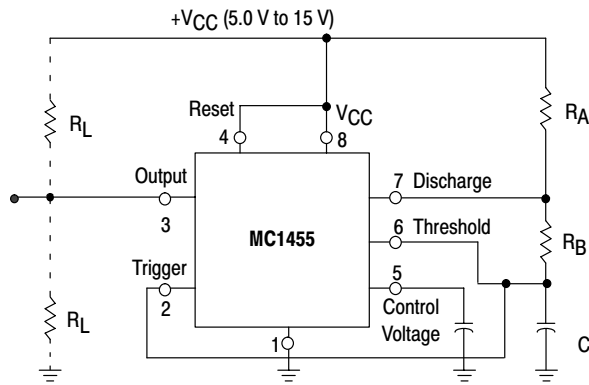 +VCC (5.0 V to 15 V)
Reset
VCC
RL
4
8
RA
Output
7 Discharge
3
6 Threshold
MC1455
RB
Trigger
5
2
Control
Voltage
RL
1
C